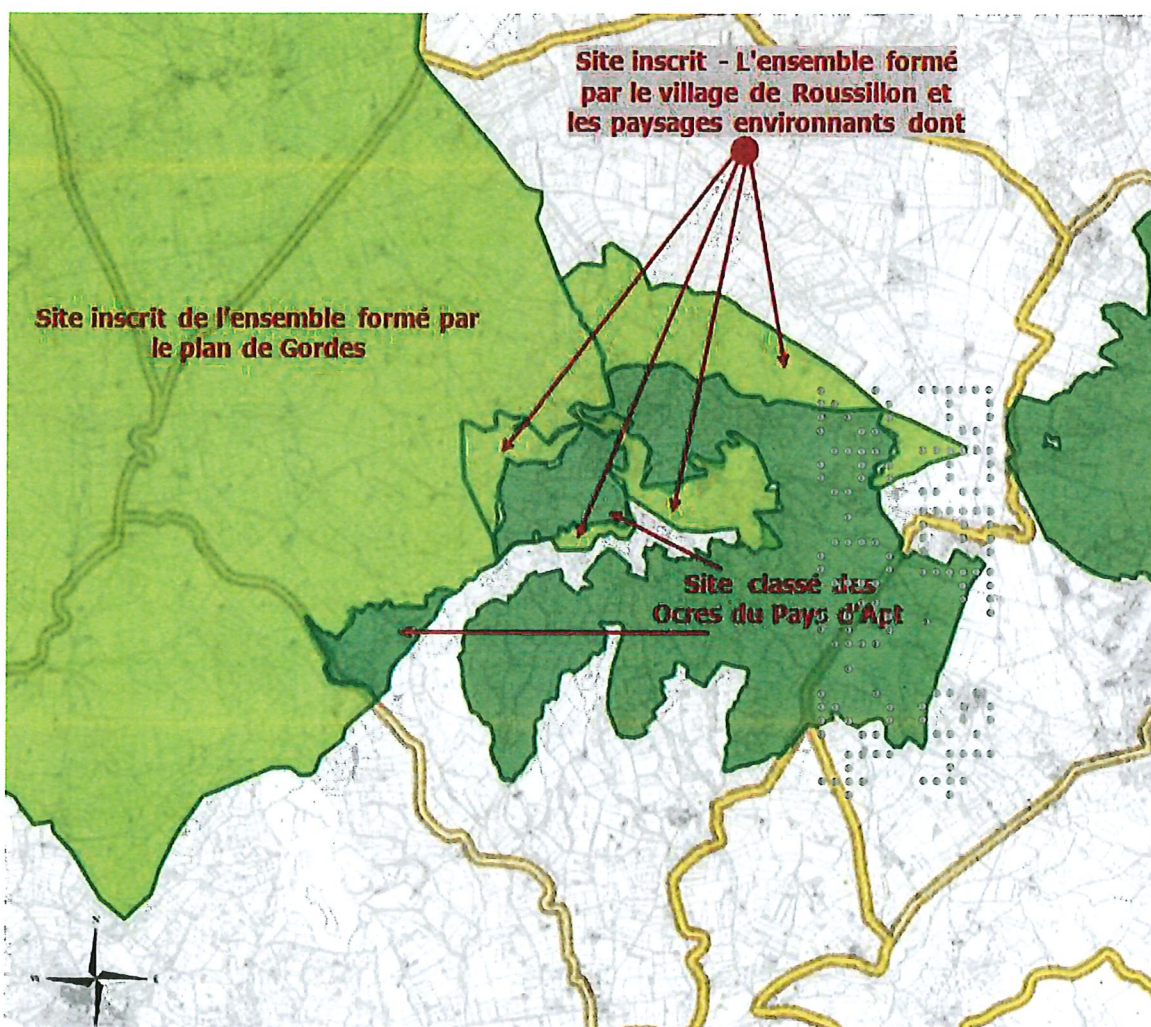 Site inscrit - L'ensemble formé
par le village de Roussillon et
les paysages environnants dont
Site inscrit de l'ensemble formé par
le plan de Gordes
Site classé des
Ocres du Pays d'Apt
N
W
E